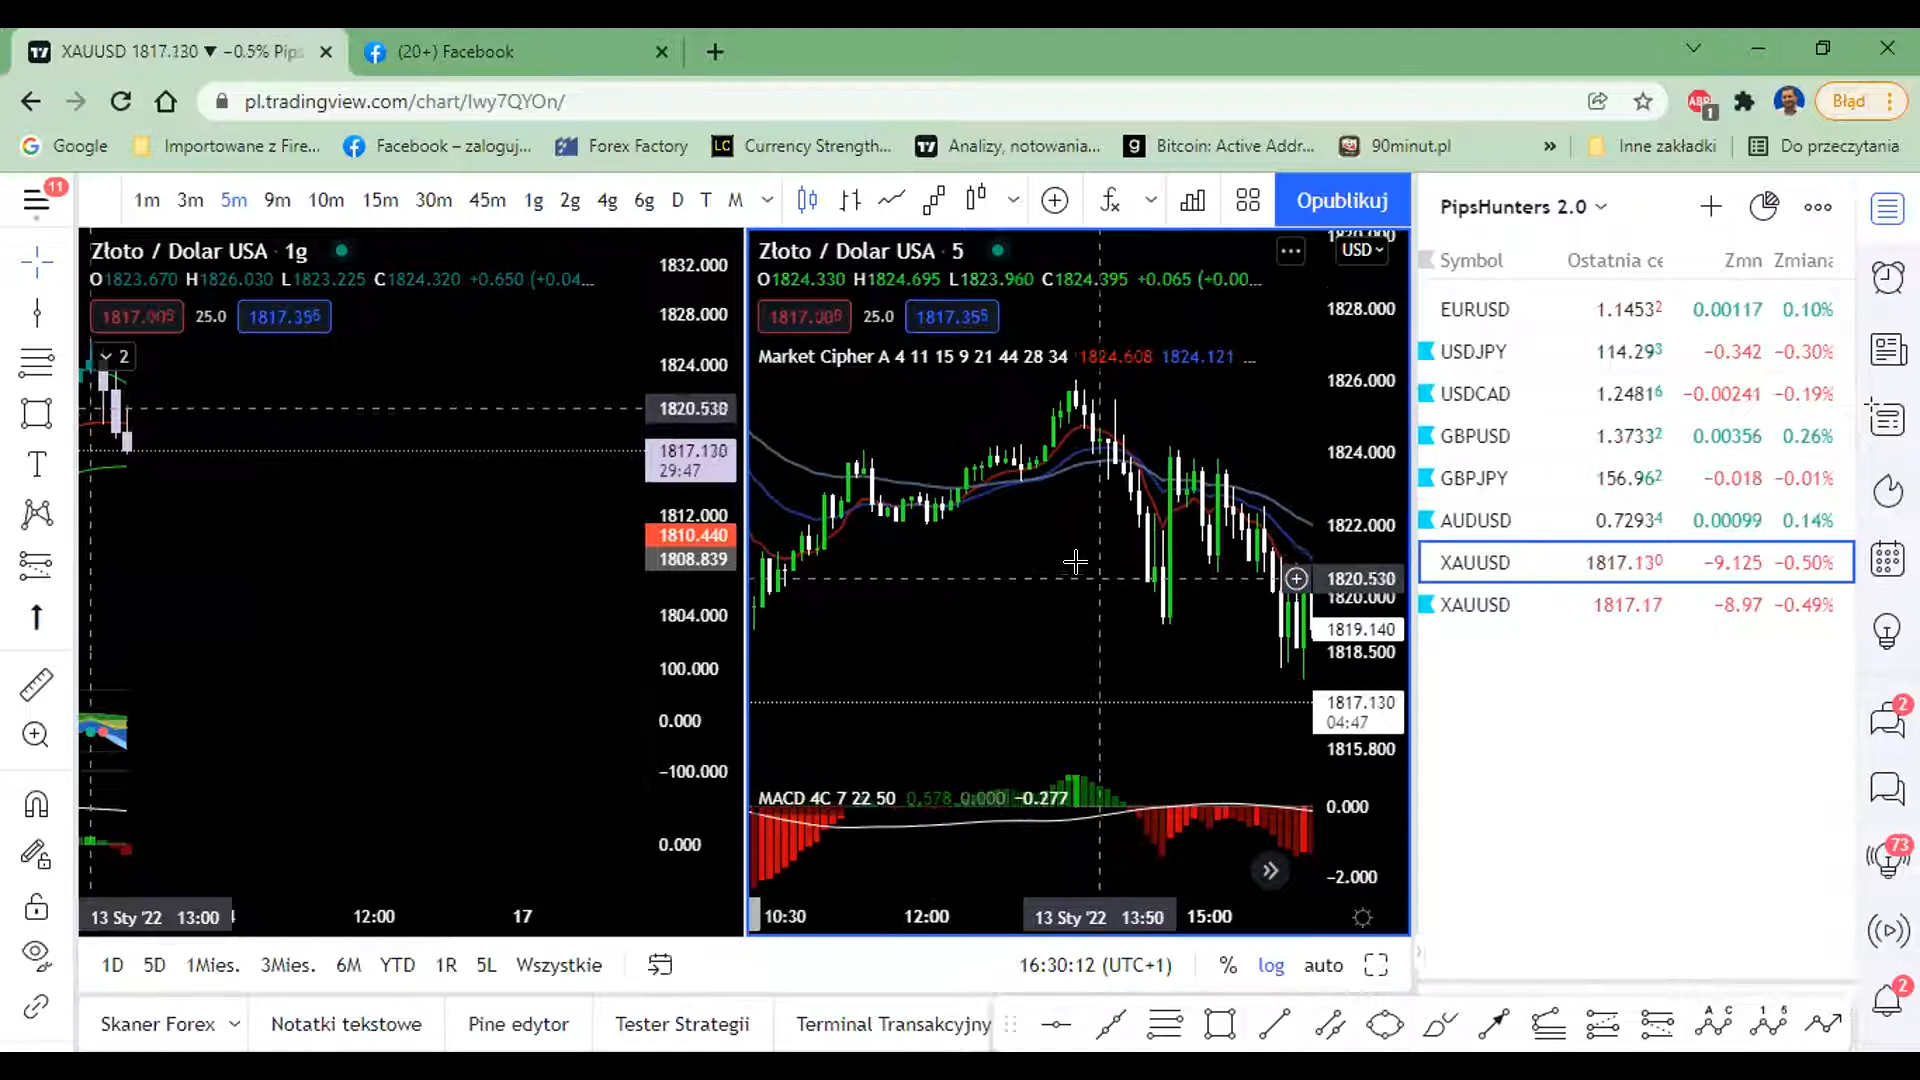 XAUUSD 1817.130 ▼ −0.5% Pips
(20+) Facebook
pl.tradingview.com/chart/lwy7QYOn/
ABP
1
Błąd
Google
Importowane z Fire...
Facebook – zaloguj...
Forex Factory
LC
Currency Strength...
Analizy, notowania...
Bitcoin: Active Addr...
90minut.pl
»
Inne zakładki
Do przeczytania
11
1m 3m 5m 9m 10m 15m 30m 45m 1g 2g 4g 6g D T M
Opublikuj
PipsHunters 2.0
Złoto / Dolar USA · 1g
O1823.670 H1826.030 L1823.225 C1824.320 +0.650 (+0.04...
25.0
2
1832.000
1828.000
1824.000
1820.530
1817.130
29:47
1812.000
1810.440
1808.839
1804.000
100.000
0.000
−100.000
0.000
13 Sty '22 13:00
12:00
17
Złoto / Dolar USA · 5
USD
O1824.330 H1824.695 L1823.960 C1824.395 +0.065 (+0.00...
25.0
1817.355
Market Cipher A 4 11 15 9 21 44 28 34 1824.608 1824.121 ...
1828.000
1826.000
1824.000
1822.000
1820.530
1820.000
1819.140
1818.500
1817.130
04:47
1815.800
MACD 4C 7 22 50 0.578 0.000 −0.277
0.000
−2.000
10:30
12:00
13 Sty '22 13:50
15:00
Symbol Ostatnia ce Zmn Zmiana
EURUSD 1.14532 0.00117 0.10%
USDJPY 114.293 −0.342 −0.30%
USDCAD 1.24816 −0.00241 −0.19%
GBPUSD 1.37332 0.00356 0.26%
GBPJPY 156.962 −0.018 −0.01%
AUDUSD 0.72934 0.00099 0.14%
XAUUSD 1817.130 −9.125 −0.50%
XAUUSD 1817.17 −8.97 −0.49%
2
73
2
1D 5D 1Mies. 3Mies. 6M YTD 1R 5L Wszystkie
16:30:12 (UTC+1)
% log auto
Skaner Forex
Notatki tekstowe
Pine edytor
Tester Strategii
Terminal Transakcyjny